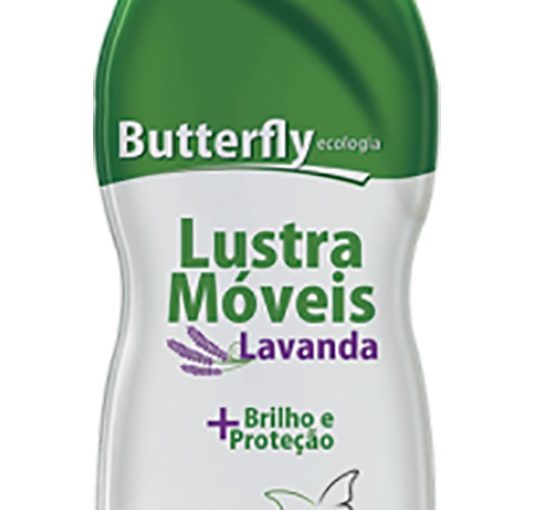 Butterfly ecologia
Lustra
Móveis
Lavanda
+Brilho e
Proteção